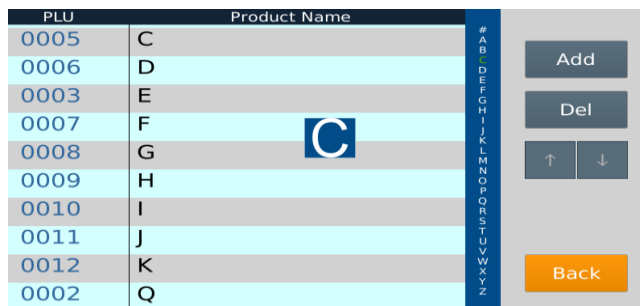 PLU Product Name
0005 C
0006 D
0003 E
0007 F
0008 G
0009 H
0010 I
0011 J
0012 K
0002 Q
C
#
A
B
C
D
E
F
G
H
I
J
K
L
M
N
O
P
Q
R
S
T
U
V
W
X
Y
Z
Add
Del
↑ ↓
Back